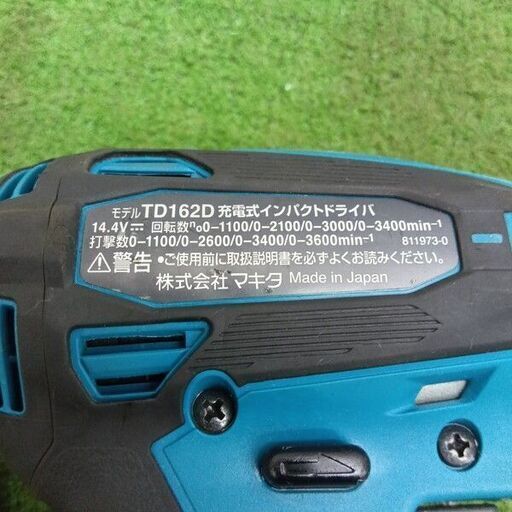 モデルTD162D 充電式インパクトドライバ
14.4V⎓ 回転数n₀0-1100/0-2100/0-3000/0-3400min⁻¹
打撃数0-1100/0-2600/0-3400/0-3600min⁻¹ 811973-0
⚠警告 •ご使用前に取扱説明書を必ずよくお読みください。
株式会社マキタ Made in Japan